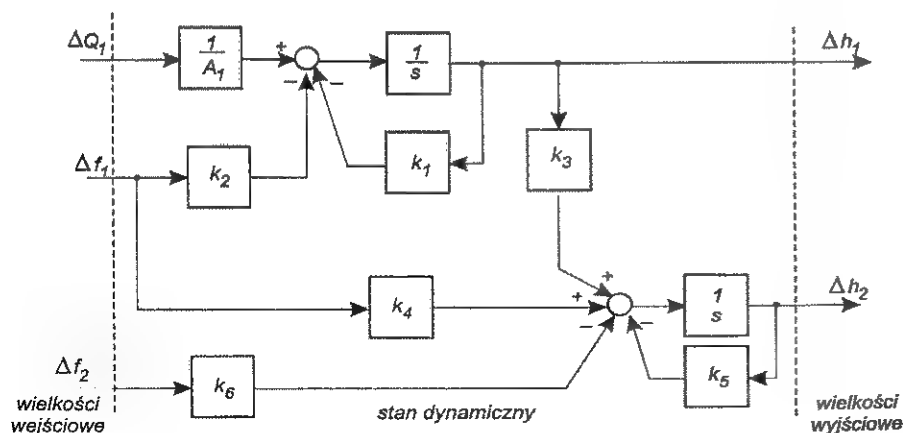 ΔQ₁
1
A₁
+
−
−
1
s
Δh₁
Δf₁
k₂
k₁
k₃
k₄
+
+
−
−
1
s
Δh₂
Δf₂
k₆
k₅
wielkości
wejściowe
stan dynamiczny
wielkości
wyjściowe